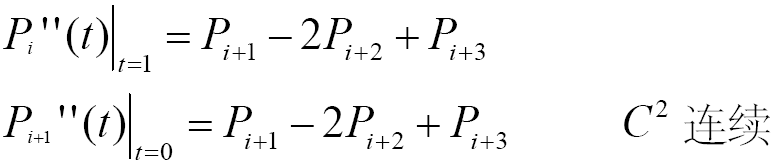 P_i''(t)|_{t=1} = P_{i+1} − 2P_{i+2} + P_{i+3}
P_{i+1}''(t)|_{t=0} = P_{i+1} − 2P_{i+2} + P_{i+3} C^2 连续